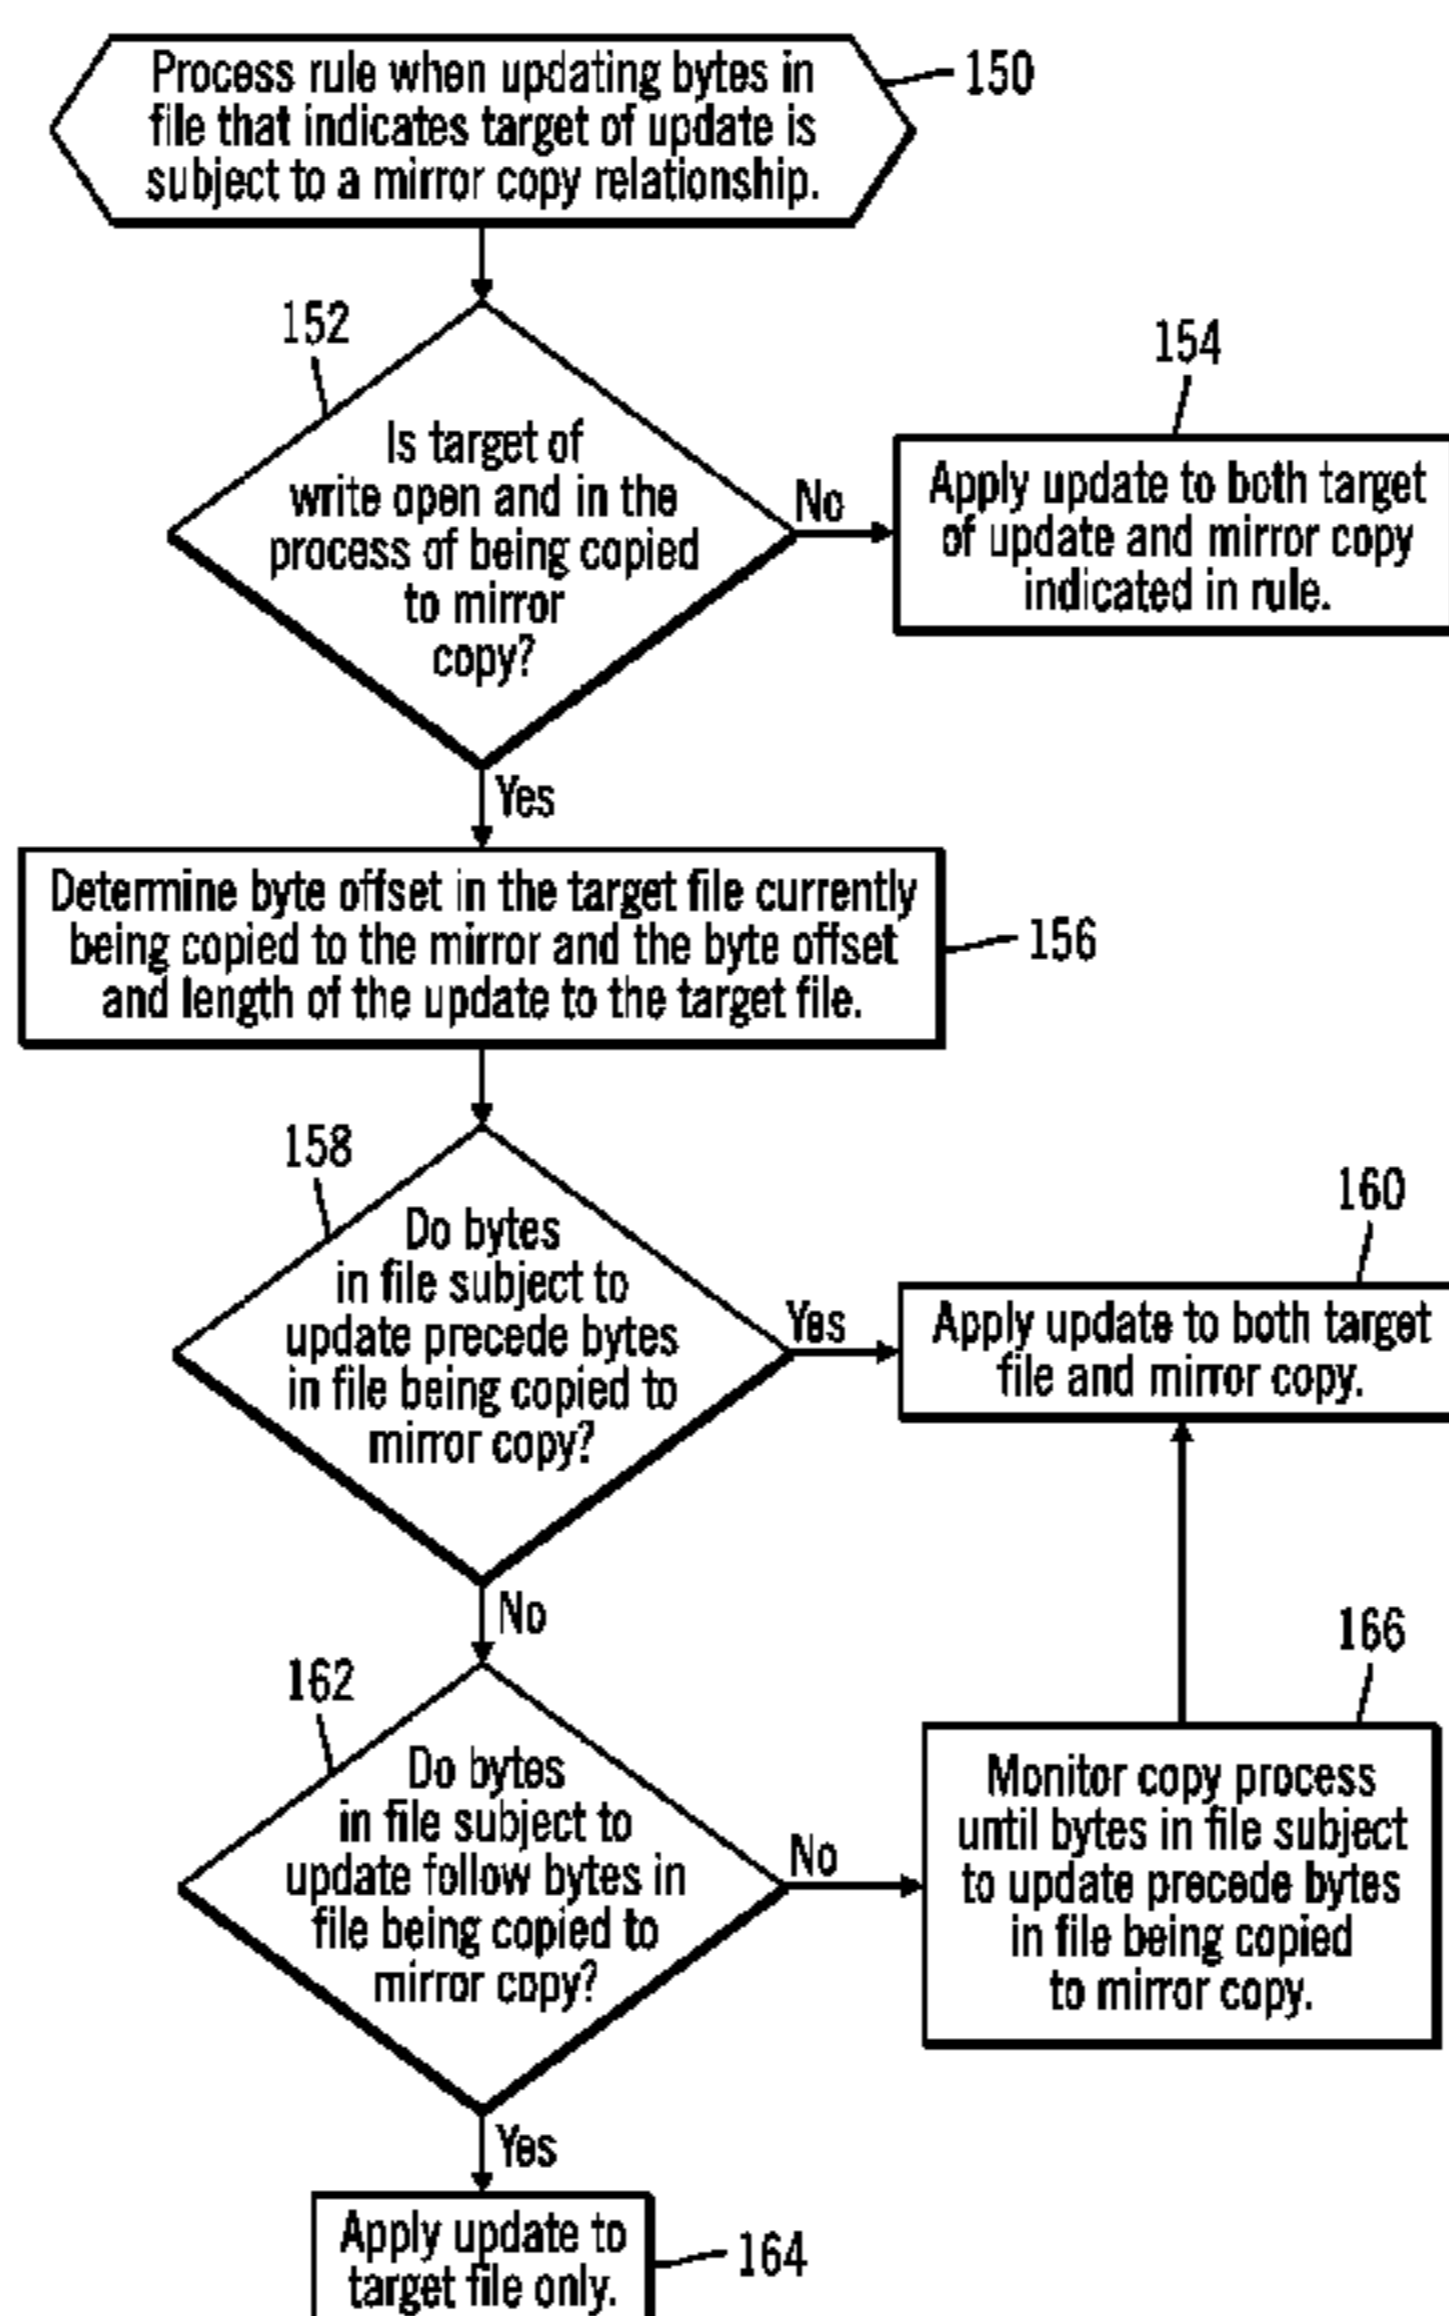 Process rule when updating bytes in
file that indicates target of update is
subject to a mirror copy relationship.
150
152
Is target of
write open and in the
process of being copied
to mirror
copy?
No
154
Apply update to both target
of update and mirror copy
indicated in rule.
Yes
Determine byte offset in the target file currently
being copied to the mirror and the byte offset
and length of the update to the target file.
156
158
Do bytes
in file subject to
update precede bytes
in file being copied to
mirror copy?
Yes
160
Apply update to both target
file and mirror copy.
No
162
Do bytes
in file subject to
update follow bytes in
file being copied to
mirror copy?
No
166
Monitor copy process
until bytes in file subject
to update precede bytes
in file being copied
to mirror copy.
Yes
Apply update to
target file only.
164